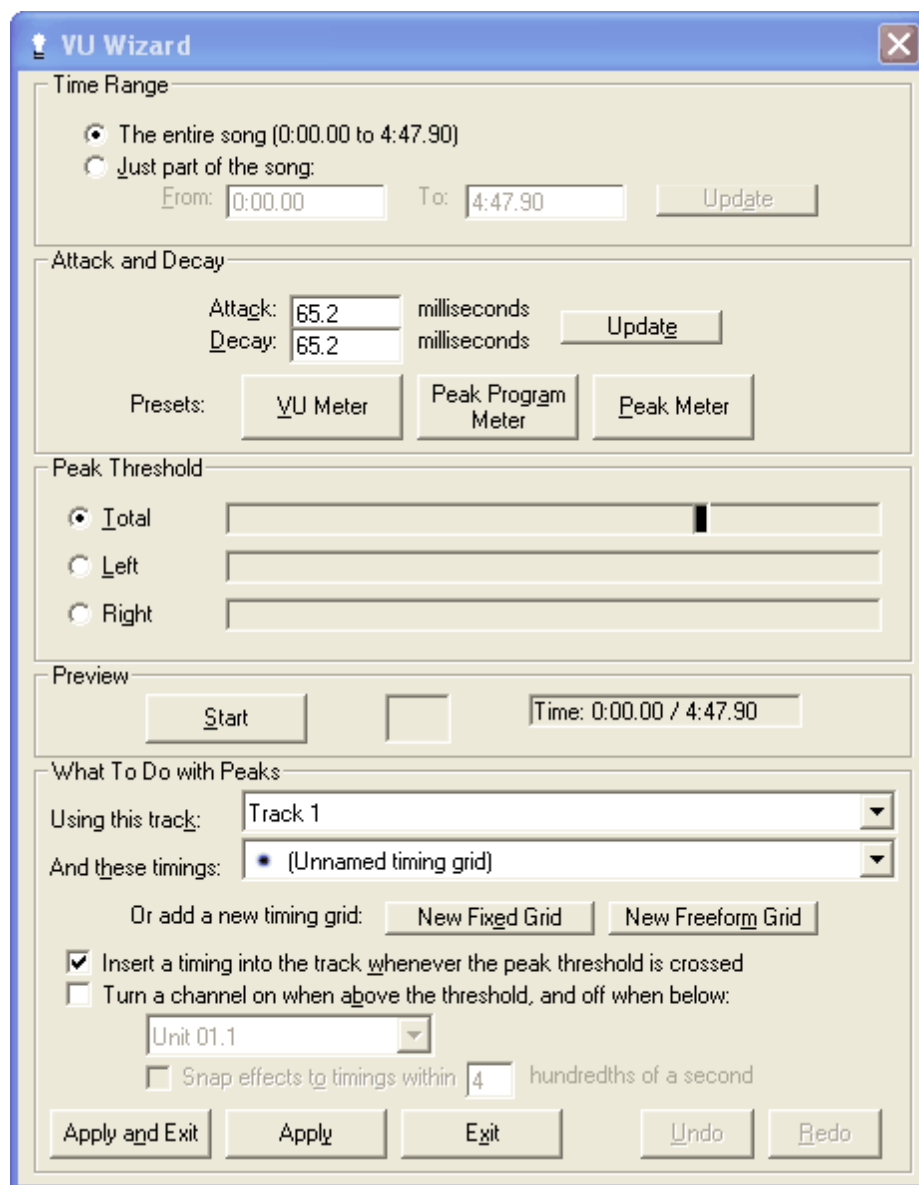 VU Wizard
Time Range
The entire song (0:00.00 to 4:47.90)
Just part of the song:
From: 0:00.00 To: 4:47.90 Update
Attack and Decay
Attack: 65.2 milliseconds
Update
Decay: 65.2 milliseconds
Presets: VU Meter Peak Program Meter Peak Meter
Peak Threshold
Total
Left
Right
Preview
Start Time: 0:00.00 / 4:47.90
What To Do with Peaks
Using this track: Track 1
And these timings: (Unnamed timing grid)
Or add a new timing grid: New Fixed Grid New Freeform Grid
Insert a timing into the track whenever the peak threshold is crossed
Turn a channel on when above the threshold, and off when below:
Unit 01.1
Snap effects to timings within 4 hundredths of a second
Apply and Exit Apply Exit Undo Redo